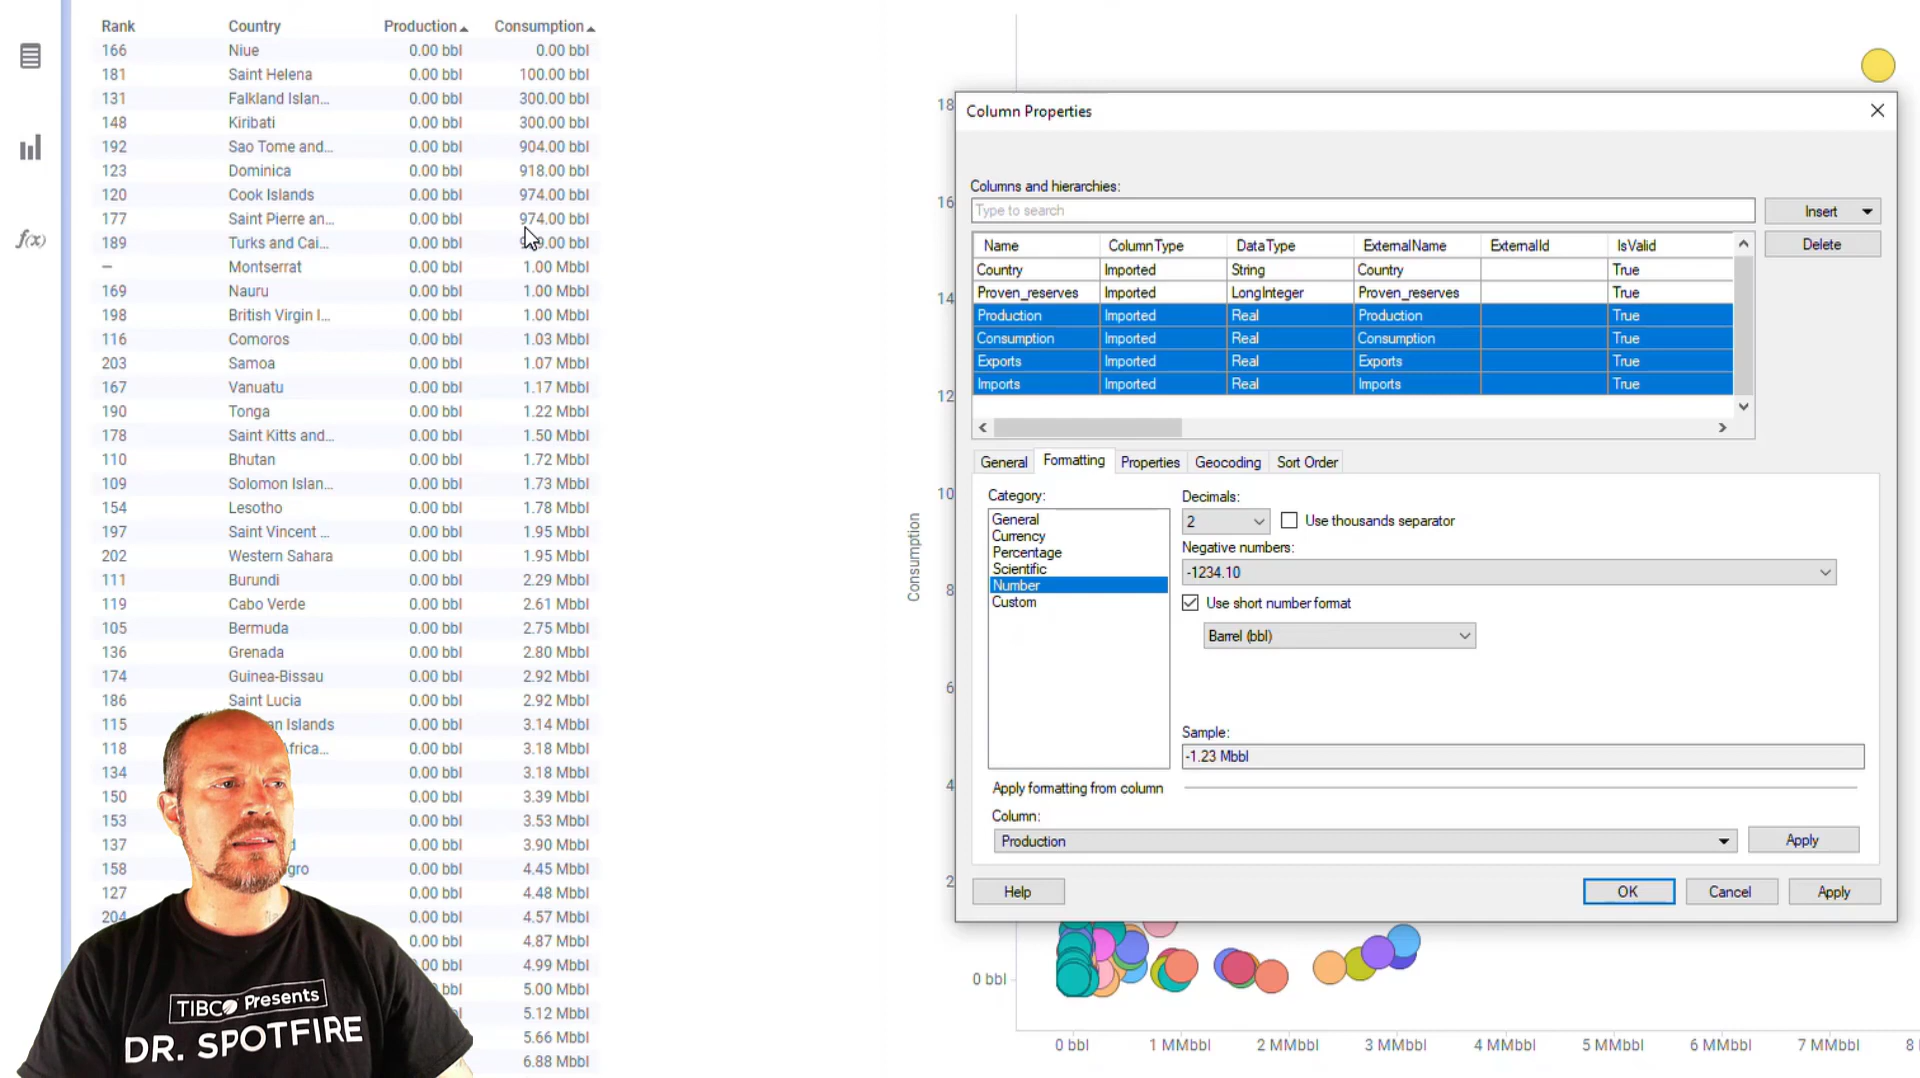 Rank Country Production Consumption
166 Niue 0.00 bbl 0.00 bbl
181 Saint Helena 0.00 bbl 100.00 bbl
131 Falkland Islan... 0.00 bbl 300.00 bbl
148 Kiribati 0.00 bbl 300.00 bbl
192 Sao Tome and... 0.00 bbl 904.00 bbl
123 Dominica 0.00 bbl 918.00 bbl
120 Cook Islands 0.00 bbl 974.00 bbl
177 Saint Pierre an... 0.00 bbl 974.00 bbl
189 Turks and Cai... 0.00 bbl
— Montserrat 0.00 bbl 1.00 Mbbl
169 Nauru 0.00 bbl 1.00 Mbbl
198 British Virgin I... 0.00 bbl 1.00 Mbbl
116 Comoros 0.00 bbl 1.03 Mbbl
203 Samoa 0.00 bbl 1.07 Mbbl
167 Vanuatu 0.00 bbl 1.17 Mbbl
190 Tonga 0.00 bbl 1.22 Mbbl
178 Saint Kitts and... 0.00 bbl 1.50 Mbbl
110 Bhutan 0.00 bbl 1.72 Mbbl
109 Solomon Islan... 0.00 bbl 1.73 Mbbl
154 Lesotho 0.00 bbl 1.78 Mbbl
197 Saint Vincent ... 0.00 bbl 1.95 Mbbl
202 Western Sahara 0.00 bbl 1.95 Mbbl
111 Burundi 0.00 bbl 2.29 Mbbl
119 Cabo Verde 0.00 bbl 2.61 Mbbl
105 Bermuda 0.00 bbl 2.75 Mbbl
136 Grenada 0.00 bbl 2.80 Mbbl
174 Guinea-Bissau 0.00 bbl 2.92 Mbbl
186 Saint Lucia 0.00 bbl 2.92 Mbbl
115 an Islands 0.00 bbl 3.14 Mbbl
118 Africa... 0.00 bbl 3.18 Mbbl
134 0.00 bbl 3.18 Mbbl
150 0.00 bbl 3.39 Mbbl
153 0.00 bbl 3.53 Mbbl
137 d 0.00 bbl 3.90 Mbbl
158 gro 0.00 bbl 4.45 Mbbl
127 0.00 bbl 4.48 Mbbl
204 0.00 bbl 4.57 Mbbl
0.00 bbl 4.87 Mbbl
00 bbl 4.99 Mbbl
bbl 5.00 Mbbl
bbl 5.12 Mbbl
bbl 5.66 Mbbl
bbl 6.88 Mbbl
f(x)
TIBCO Presents
DR. SPOTFIRE
Consumption
18
16
14
12
10
8
6
4
2
0 bbl
0 bbl 1 MMbbl 2 MMbbl 3 MMbbl 4 MMbbl 5 MMbbl 6 MMbbl 7 MMbbl 8
Column Properties
Columns and hierarchies:
Type to search
Insert
Delete
Name ColumnType DataType ExternalName ExternalId IsValid
Country Imported String Country True
Proven_reserves Imported LongInteger Proven_reserves True
Production Imported Real Production True
Consumption Imported Real Consumption True
Exports Imported Real Exports True
Imports Imported Real Imports True
General Formatting Properties Geocoding Sort Order
Category:
General
Currency
Percentage
Scientific
Number
Custom
Decimals:
2 Use thousands separator
Negative numbers:
-1234.10
Use short number format
Barrel (bbl)
Sample:
-1.23 Mbbl
Apply formatting from column
Column:
Production Apply
Help OK Cancel Apply